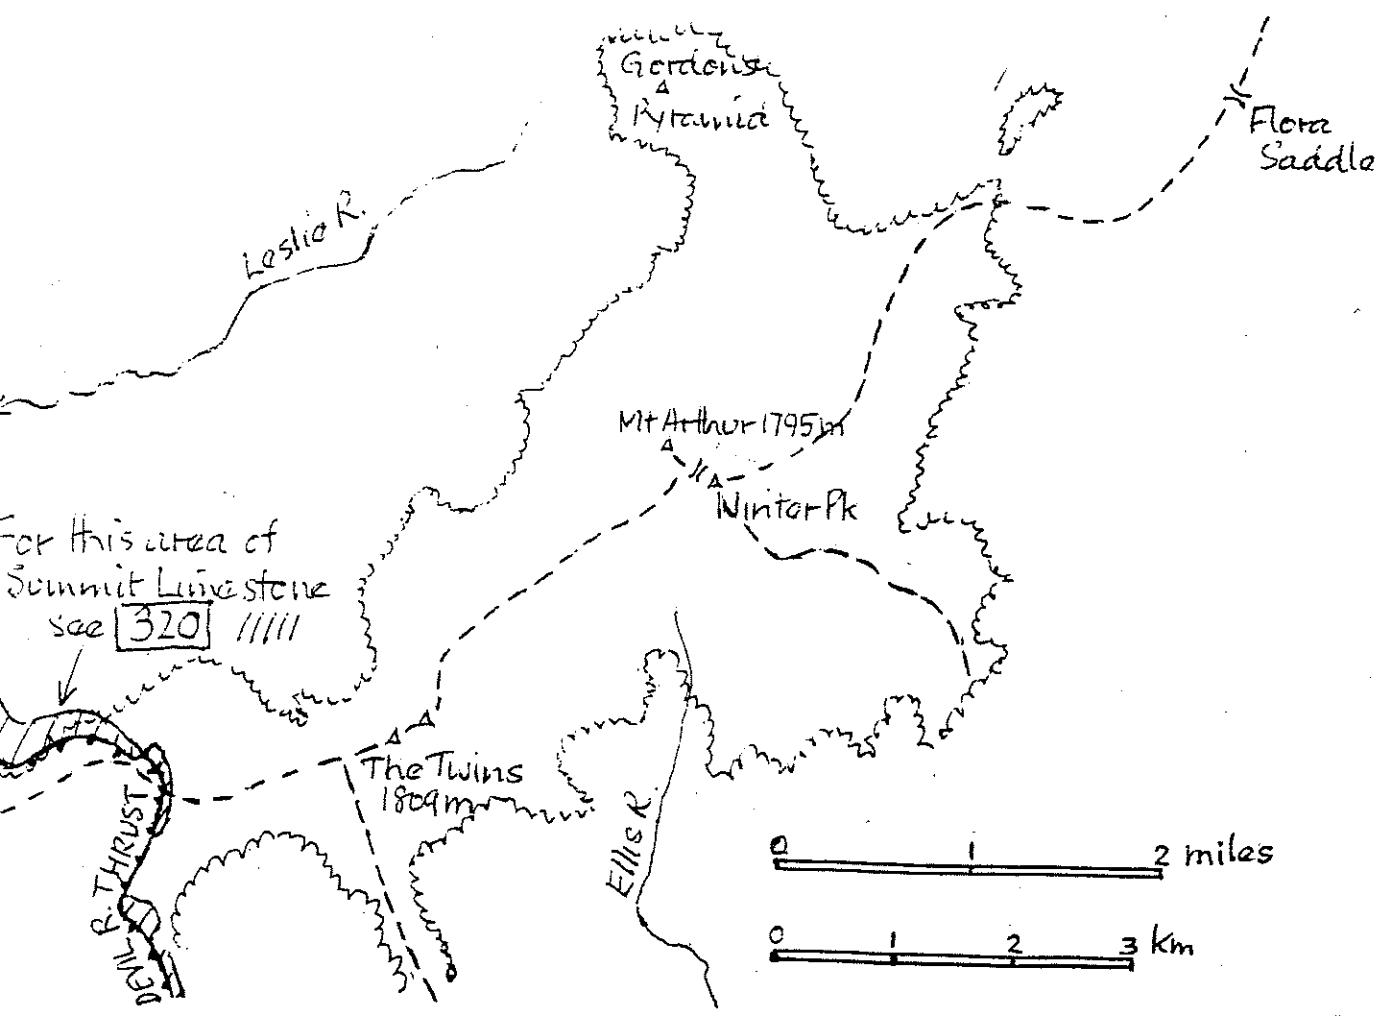 Gordons
Pyramid
Flora
Saddle
Leslie R.
Mt Arthur 1795m
Winter Pk
For this area of
Summit Limestone
see 320
The Twins
1809m
DEVIL R. THRUST
Ellis R.
0 1 2 miles
0 1 2 3 km